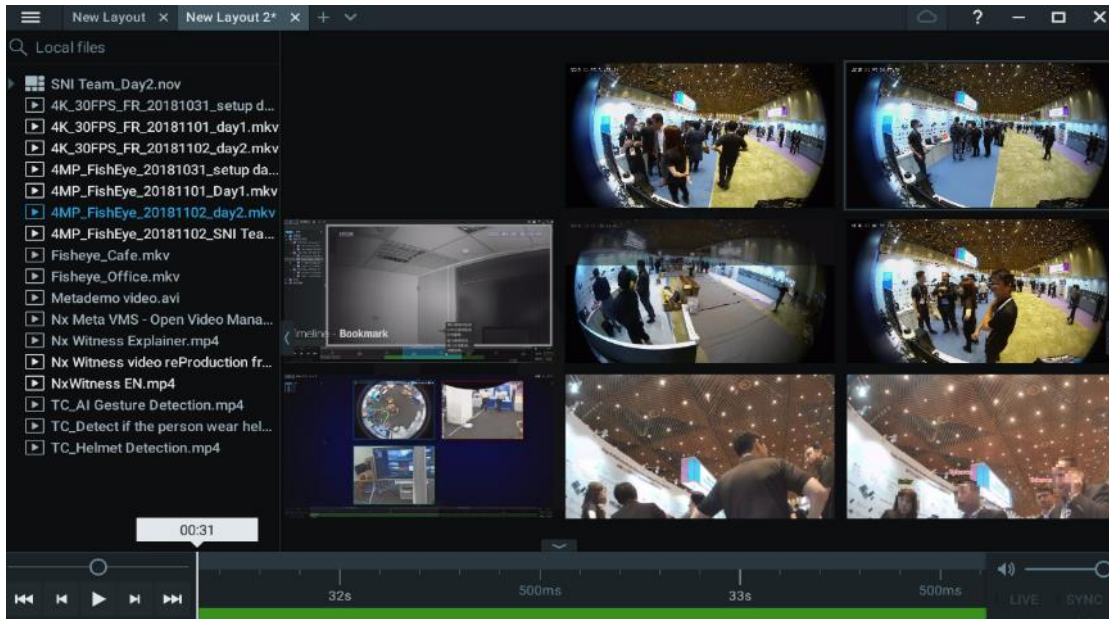 New Layout
New Layout 2*
?
Local files
SNI Team_Day2.nov
4K_30FPS_FR_20181031_setup d...
4K_30FPS_FR_20181101_day1.mkv
4K_30FPS_FR_20181102_day2.mkv
4MP_FishEye_20181031_setup da...
4MP_FishEye_20181101_Day1.mkv
4MP_FishEye_20181102_day2.mkv
4MP_FishEye_20181102_SNI Tea...
Fisheye_Cafe.mkv
Fisheye_Office.mkv
Metademo video.avi
Nx Meta VMS - Open Video Mana...
Nx Witness Explainer.mp4
Nx Witness video reProduction fr...
NxWitness EN.mp4
TC_AI Gesture Detection.mp4
TC_Detect if the person wear hel...
TC_Helmet Detection.mp4
imeline - Bookmark
00:31
32s
500ms
33s
500ms
LIVE
SYNC